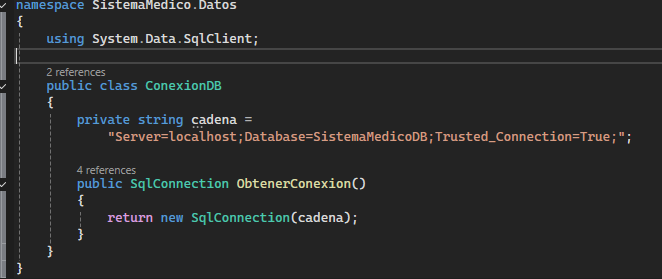 namespace SistemaMedico.Datos
{
using System.Data.SqlClient;
2 references
public class ConexionDB
{
private string cadena =
"Server=localhost;Database=SistemaMedicoDB;Trusted_Connection=True;";
4 references
public SqlConnection ObtenerConexion()
{
return new SqlConnection(cadena);
}
}
}